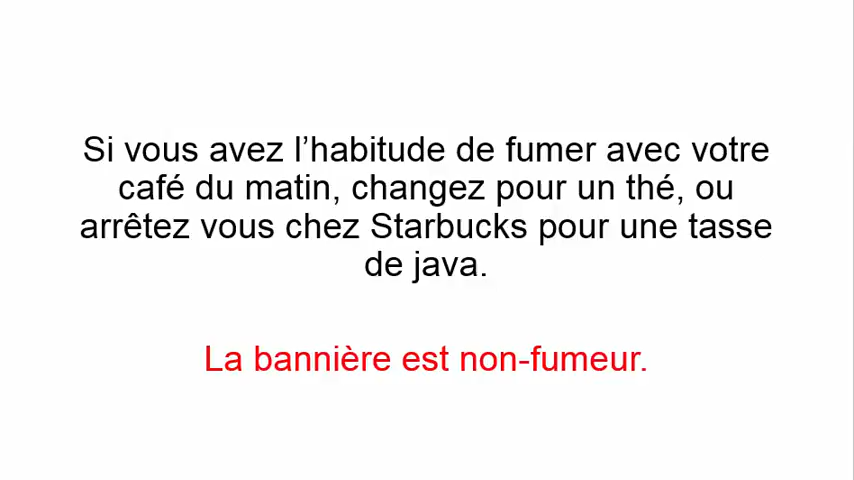 Si vous avez l’habitude de fumer avec votre
café du matin, changez pour un thé, ou
arrêtez vous chez Starbucks pour une tasse
de java.
La bannière est non-fumeur.